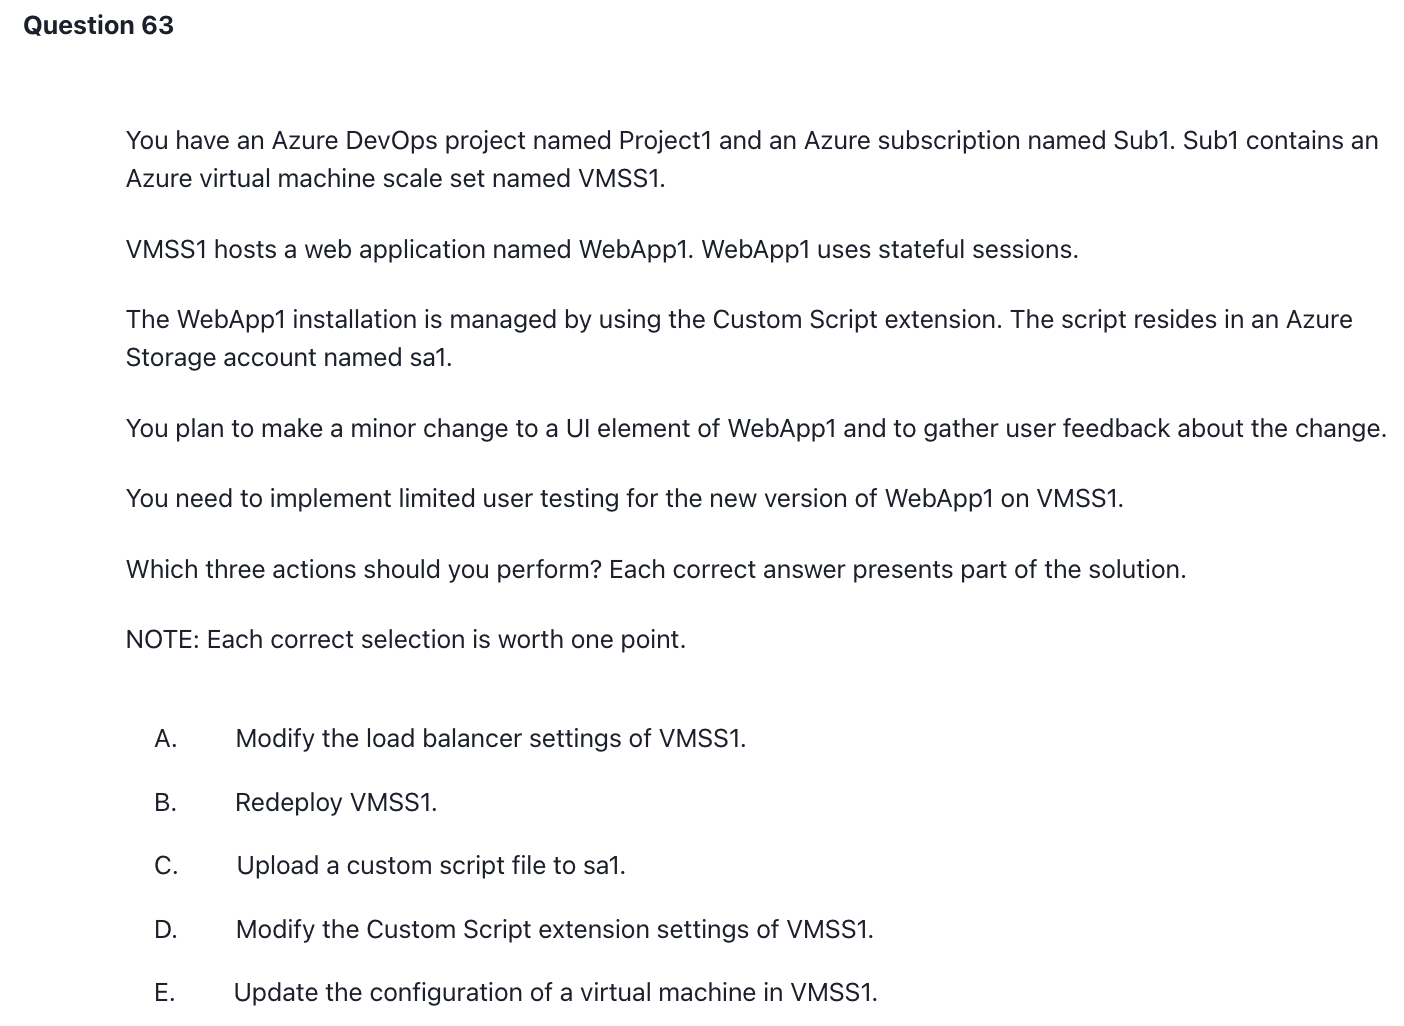 Question 63
You have an Azure DevOps project named Project1 and an Azure subscription named Sub1. Sub1 contains an
Azure virtual machine scale set named VMSS1.
VMSS1 hosts a web application named WebApp1. WebApp1 uses stateful sessions.
The WebApp1 installation is managed by using the Custom Script extension. The script resides in an Azure
Storage account named sa1.
You plan to make a minor change to a UI element of WebApp1 and to gather user feedback about the change.
You need to implement limited user testing for the new version of WebApp1 on VMSS1.
Which three actions should you perform? Each correct answer presents part of the solution.
NOTE: Each correct selection is worth one point.
A. Modify the load balancer settings of VMSS1.
B. Redeploy VMSS1.
C. Upload a custom script file to sa1.
D. Modify the Custom Script extension settings of VMSS1.
E. Update the configuration of a virtual machine in VMSS1.